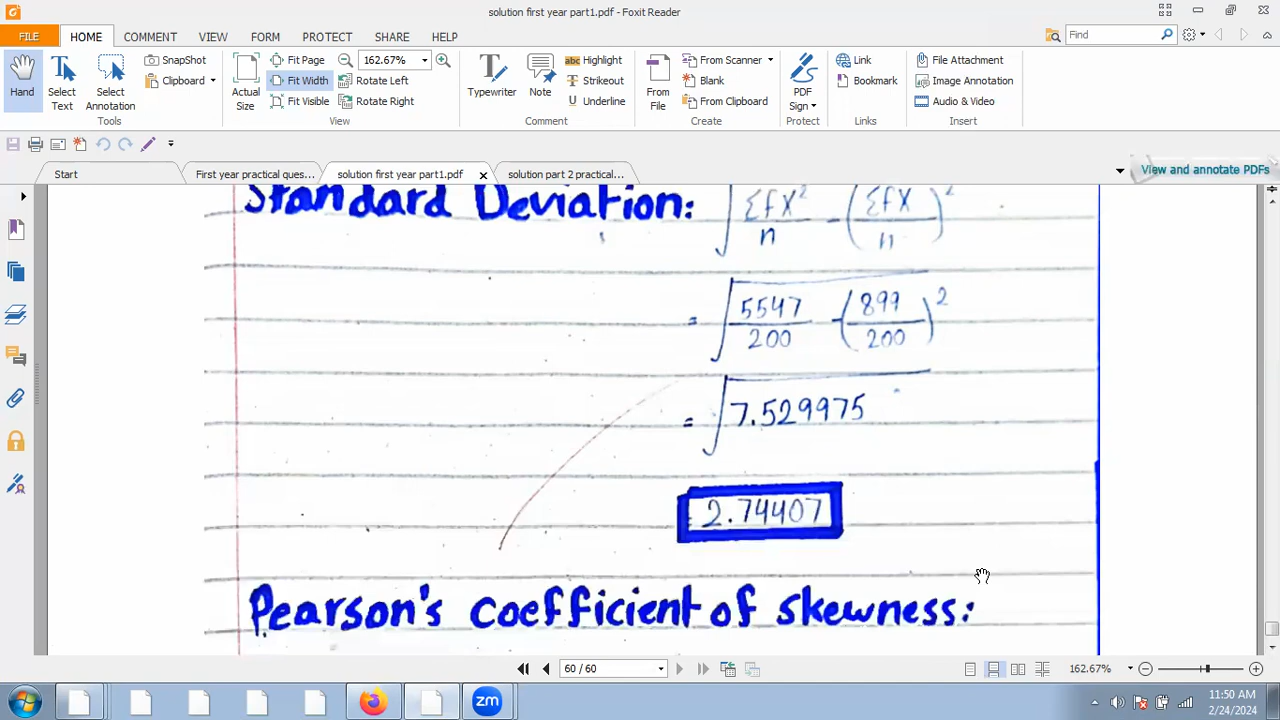 solution first year part1.pdf - Foxit Reader
FILE HOME COMMENT VIEW FORM PROTECT SHARE HELP
Find
Hand
Select Text
Select Annotation
SnapShot
Clipboard
Tools
Actual Size
Fit Page
Fit Width
Fit Visible
162.67%
Rotate Left
Rotate Right
View
Typewriter
Note
Highlight
Strikeout
Underline
Comment
From File
From Scanner
Blank
From Clipboard
Create
PDF Sign
Protect
Link
Bookmark
Links
File Attachment
Image Annotation
Audio & Video
Insert
Start
First year practical ques...
solution first year part1.pdf
solution part 2 practical...
View and annotate PDFs
Standard Deviation: √ΣfX²/n - (ΣfX/n)²
= √5547/200 - (899/200)²
= √7.529975
2.74407
Pearson's coefficient of skewness:
60 / 60
162.67%
zm
11:50 AM
2/24/2024